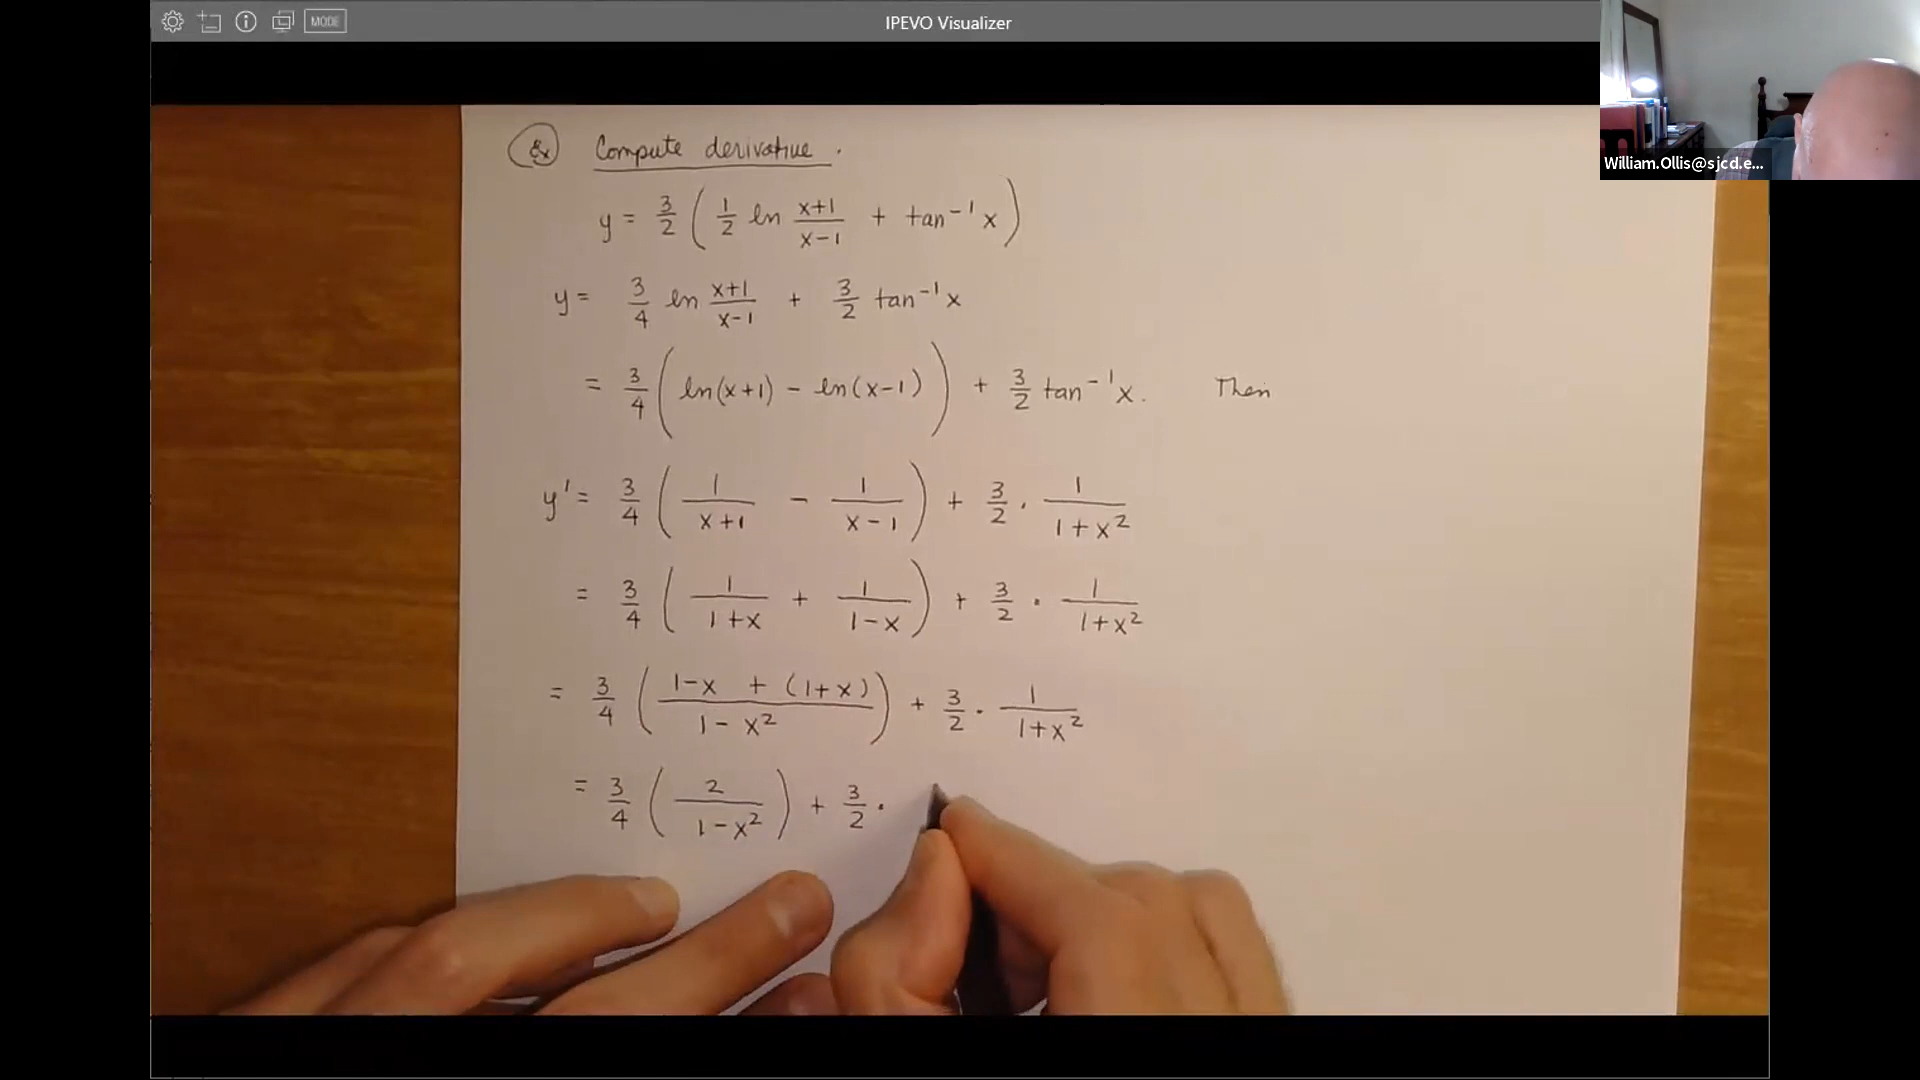 MODE
IPEVO Visualizer
William.Ollis@sjcd.e...
Ex Compute derivative.
y = 3/2 ( 1/2 ln (x+1)/(x-1) + tan⁻¹ x )
y = 3/4 ln (x+1)/(x-1) + 3/2 tan⁻¹ x
= 3/4 ( ln(x+1) - ln(x-1) ) + 3/2 tan⁻¹ x. Then
y' = 3/4 ( 1/(x+1) - 1/(x-1) ) + 3/2 · 1/(1+x²)
= 3/4 ( 1/(1+x) + 1/(1-x) ) + 3/2 · 1/(1+x²)
= 3/4 ( (1-x + (1+x))/(1-x²) ) + 3/2 · 1/(1+x²)
= 3/4 ( 2/(1-x²) ) + 3/2 ·